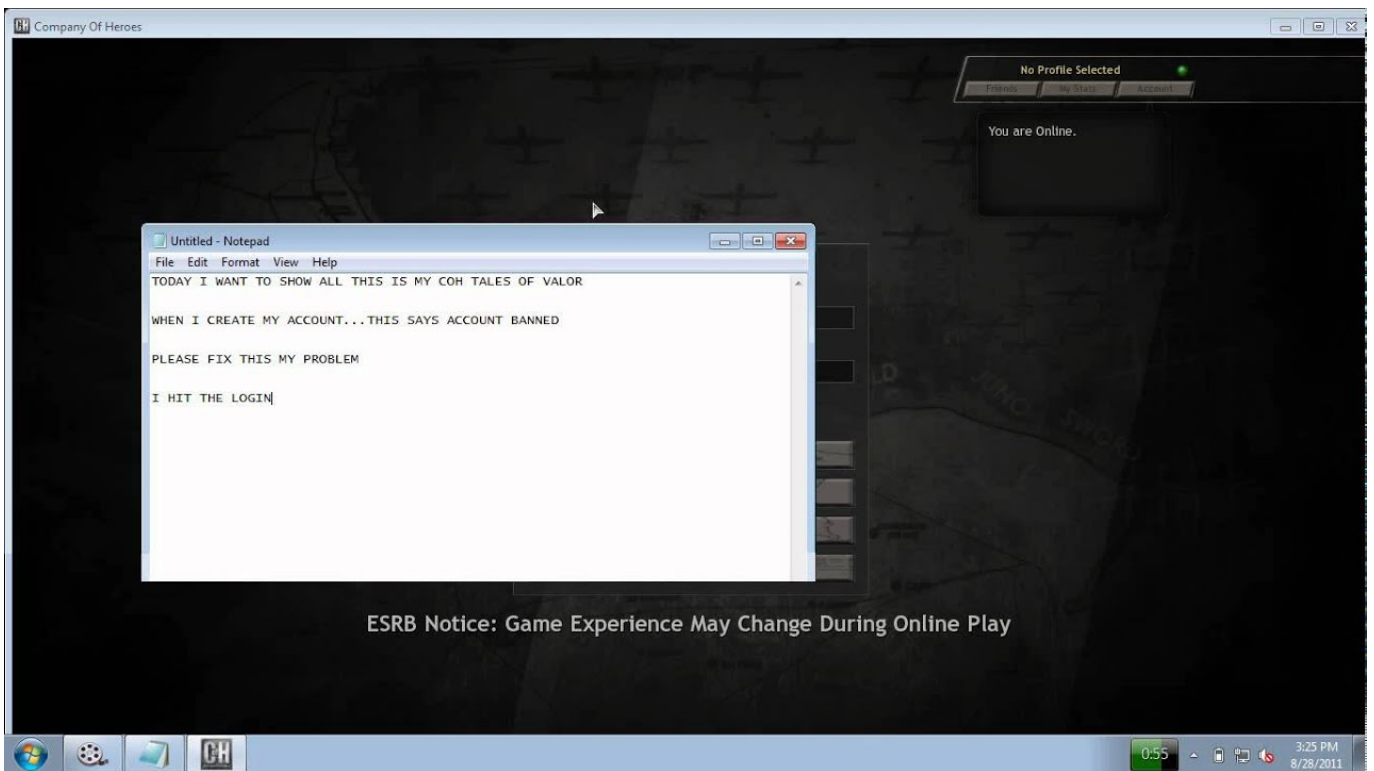 Company Of Heroes
No Profile Selected
Friends My Stats Account
You are Online.
Untitled - Notepad
File Edit Format View Help
TODAY I WANT TO SHOW ALL THIS IS MY COH TALES OF VALOR
WHEN I CREATE MY ACCOUNT...THIS SAYS ACCOUNT BANNED
PLEASE FIX THIS MY PROBLEM
I HIT THE LOGIN
JUNO SWORD
ESRB Notice: Game Experience May Change During Online Play
0:55
3:25 PM
8/28/2011